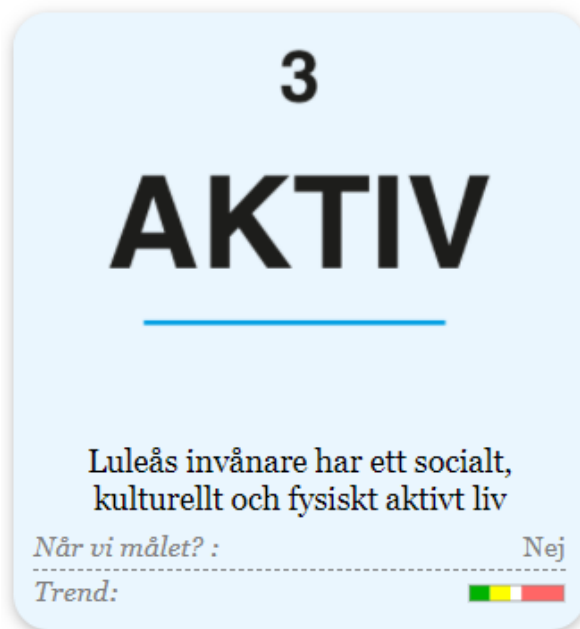 3
AKTIV
Luleås invånare har ett socialt,
kulturellt och fysiskt aktivt liv
Når vi målet? : Nej
Trend: